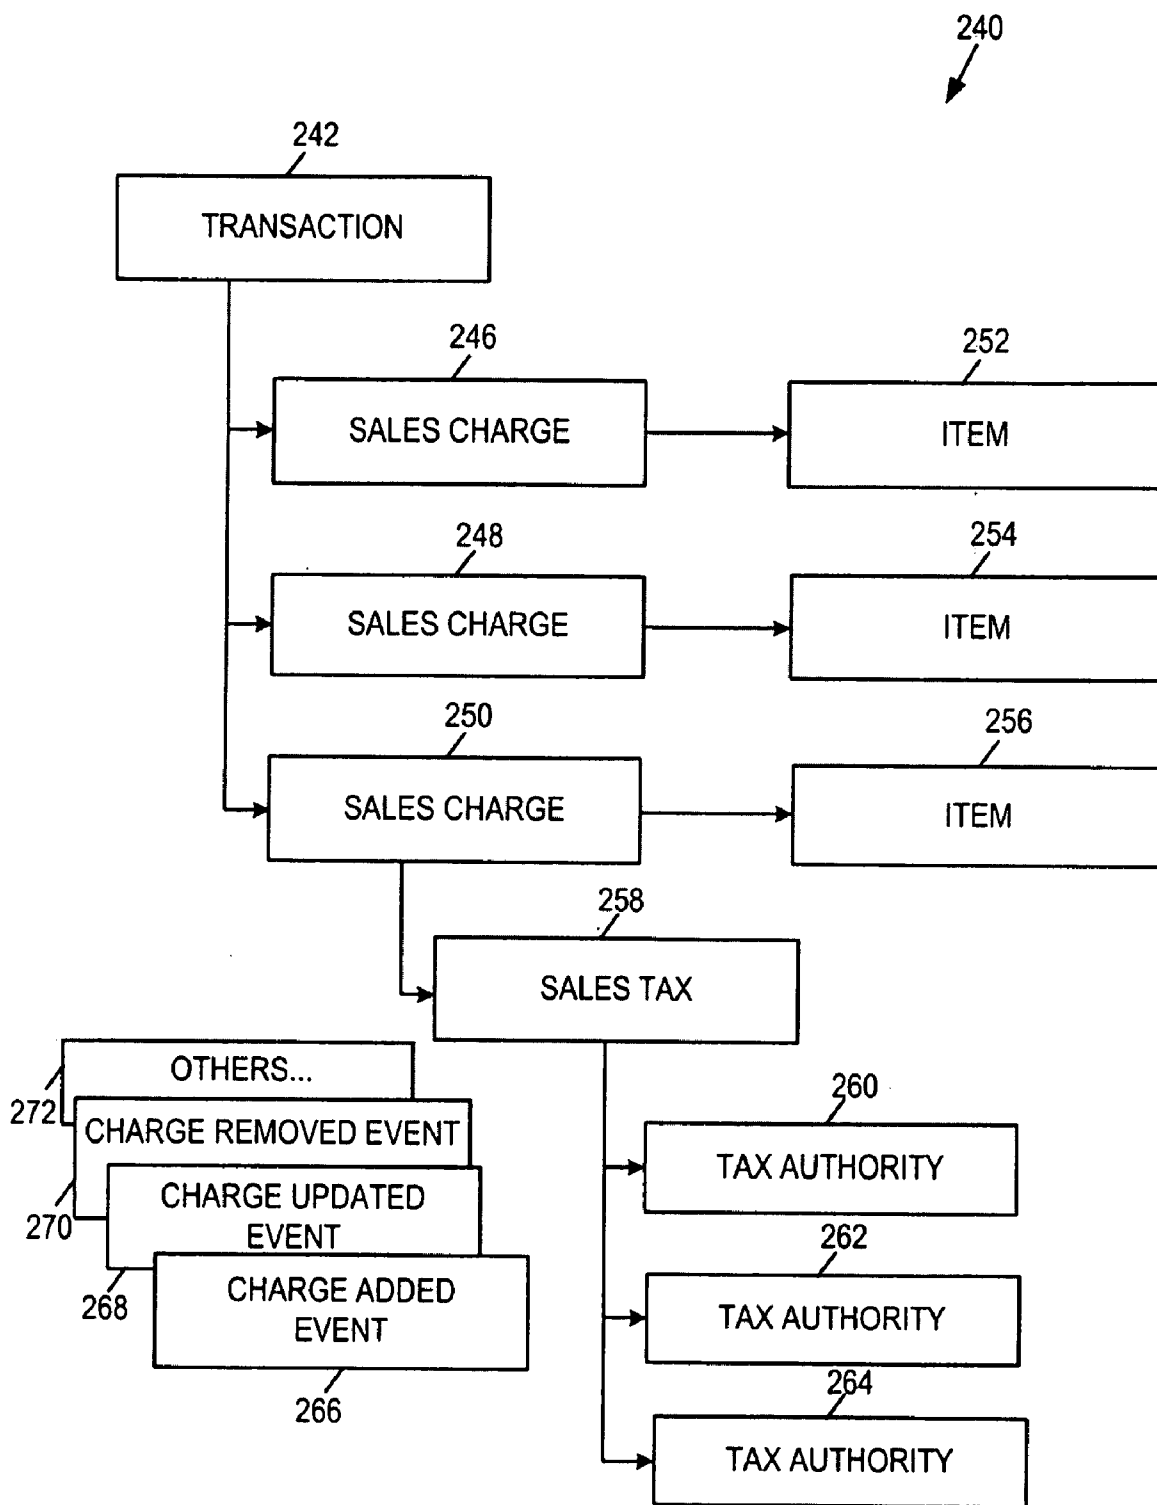 240
242
TRANSACTION
246
252
SALES CHARGE
ITEM
248
254
SALES CHARGE
ITEM
250
256
SALES CHARGE
ITEM
258
SALES TAX
OTHERS...
272
CHARGE REMOVED EVENT
270
CHARGE UPDATED
EVENT
268
CHARGE ADDED
EVENT
266
260
TAX AUTHORITY
262
TAX AUTHORITY
264
TAX AUTHORITY